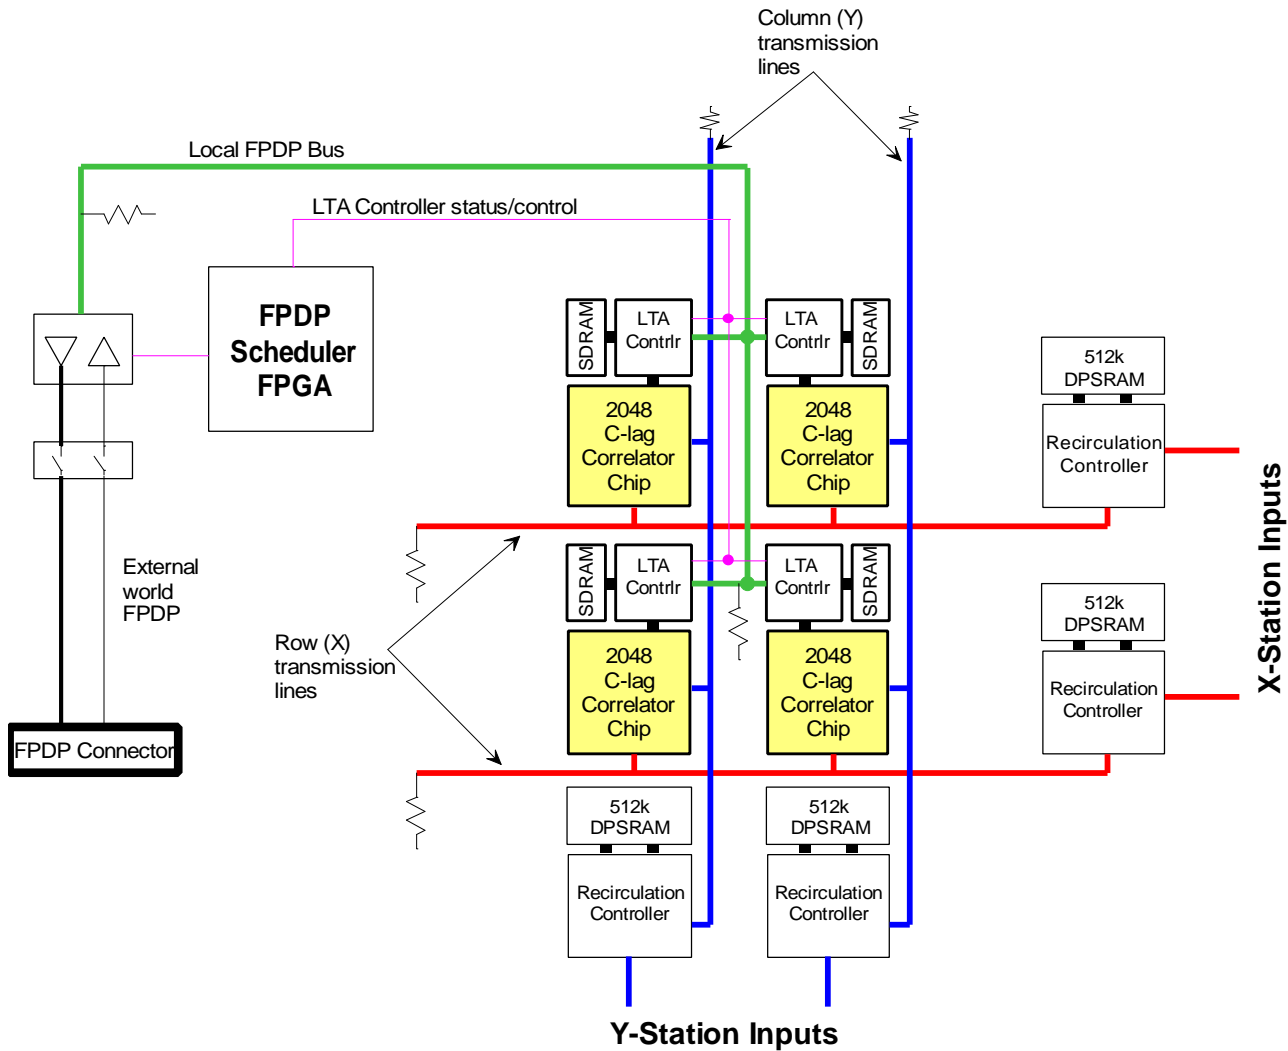 Column (Y)
transmission
lines
Local FPDP Bus
LTA Controller status/control
FPDP
Scheduler
FPGA
SDRAM
LTA
Contrlr
LTA
Contrlr
SDRAM
2048
C-lag
Correlator
Chip
2048
C-lag
Correlator
Chip
512k
DPSRAM
Recirculation
Controller
External
world
FPDP
SDRAM
LTA
Contrlr
LTA
Contrlr
SDRAM
Row (X)
transmission
lines
2048
C-lag
Correlator
Chip
2048
C-lag
Correlator
Chip
512k
DPSRAM
Recirculation
Controller
X-Station Inputs
FPDP Connector
512k
DPSRAM
512k
DPSRAM
Recirculation
Controller
Recirculation
Controller
Y-Station Inputs